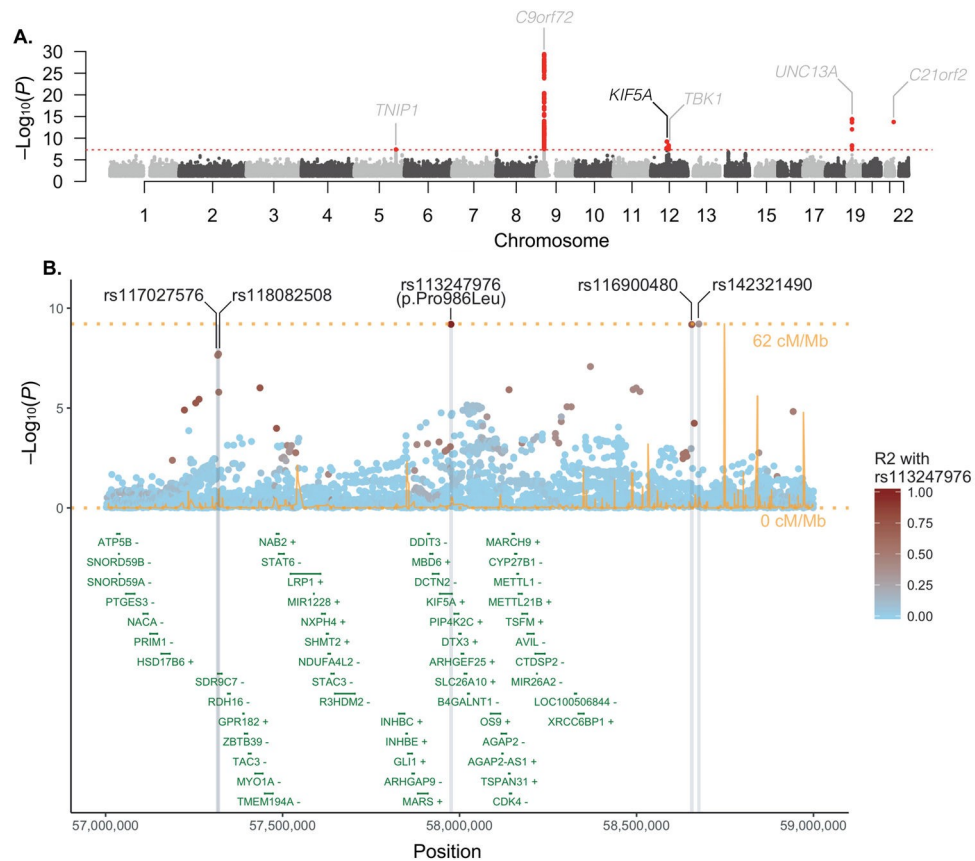 A.
C9orf72
TNIP1
KIF5A
TBK1
UNC13A
C21orf2
−Log10(P)
30
25
20
15
10
5
0
1 2 3 4 5 6 7 8 9 10 11 12 13 15 17 19 22
Chromosome
B.
rs117027576
rs118082508
rs113247976
(p.Pro986Leu)
rs116900480
rs142321490
−Log10(P)
10
5
0
62 cM/Mb
0 cM/Mb
R2 with
rs113247976
1.00
0.75
0.50
0.25
0.00
ATP5B - NAB2 + DDIT3 - MARCH9 +
SNORD59B - STAT6 - MBD6 + CYP27B1 -
SNORD59A - LRP1 + DCTN2 - METTL1 -
PTGES3 - MIR1228 + KIF5A + METTL21B +
NACA - NXPH4 + PIP4K2C + TSFM +
PRIM1 - SHMT2 + DTX3 + AVIL -
HSD17B6 + NDUFA4L2 - ARHGEF25 + CTDSP2 -
SDR9C7 - STAC3 - SLC26A10 + MIR26A2 -
RDH16 - R3HDM2 - B4GALNT1 - LOC100506844 -
GPR182 + INHBC + OS9 + XRCC6BP1 +
ZBTB39 - INHBE + AGAP2 -
TAC3 - GLI1 + AGAP2-AS1 +
MYO1A - ARHGAP9 - TSPAN31 +
TMEM194A - MARS + CDK4 -
57,000,000 57,500,000 58,000,000 58,500,000 59,000,000
Position